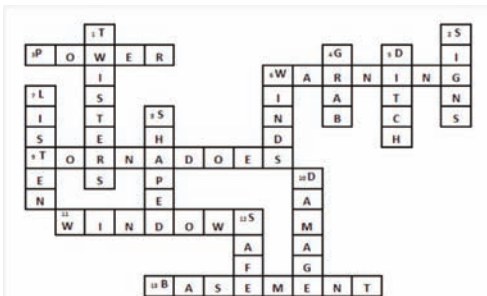 1 T 2 S
3 P O W E R 4 G 5 D I
I 6 W A R N I N G
7 L S I A T N
I T 8 S N B C S
S E H D H
9 T O R N A D O E S
E S P 10 D
N E A
11 W I N D O W 12 S M
A A
F G
13 B A S E M E N T